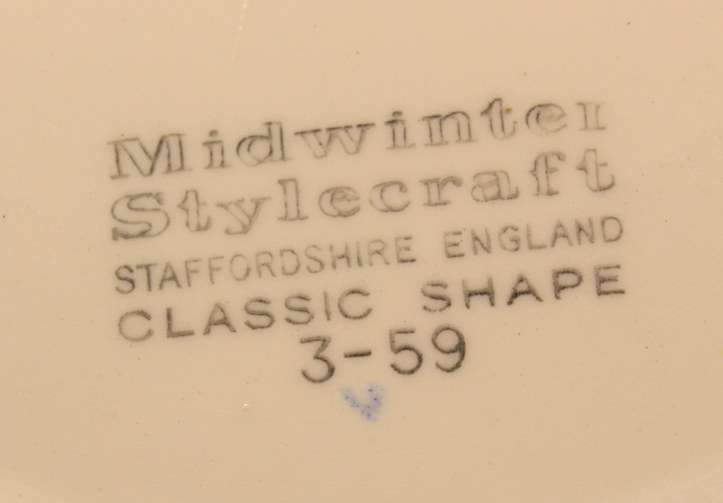 Midwinter
Stylecraft
STAFFORDSHIRE ENGLAND
CLASSIC SHAPE
3-59